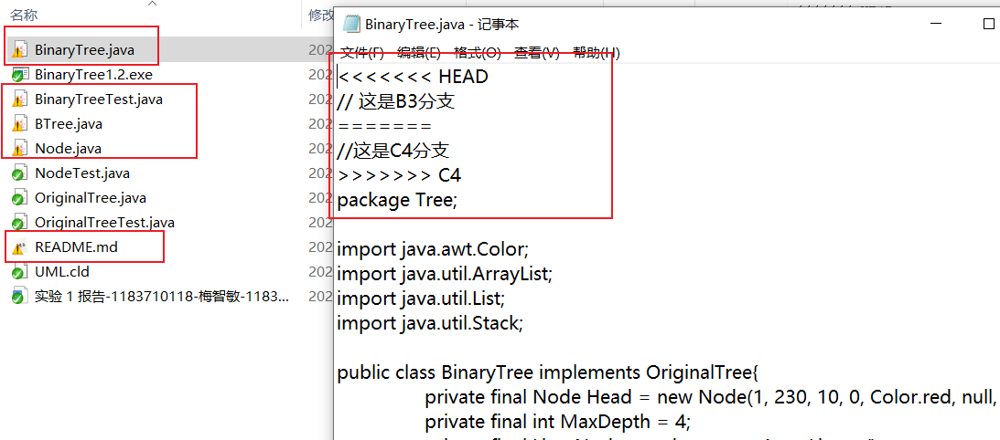 名称
修改
BinaryTree.java
202
BinaryTree1.2.exe
202
BinaryTreeTest.java
202
BTree.java
202
Node.java
202
NodeTest.java
202
OriginalTree.java
202
OriginalTreeTest.java
202
README.md
202
UML.cld
202
实验 1 报告-1183710118-梅智敏-1183...
202
BinaryTree.java - 记事本
文件(F) 编辑(E) 格式(O) 查看(V) 帮助(H)
<<<<<<< HEAD
// 这是B3分支
=======
//这是C4分支
>>>>>>> C4
package Tree;
import java.awt.Color;
import java.util.ArrayList;
import java.util.List;
import java.util.Stack;
public class BinaryTree implements OriginalTree{
private final Node Head = new Node(1, 230, 10, 0, Color.red, null,
private final int MaxDepth = 4;